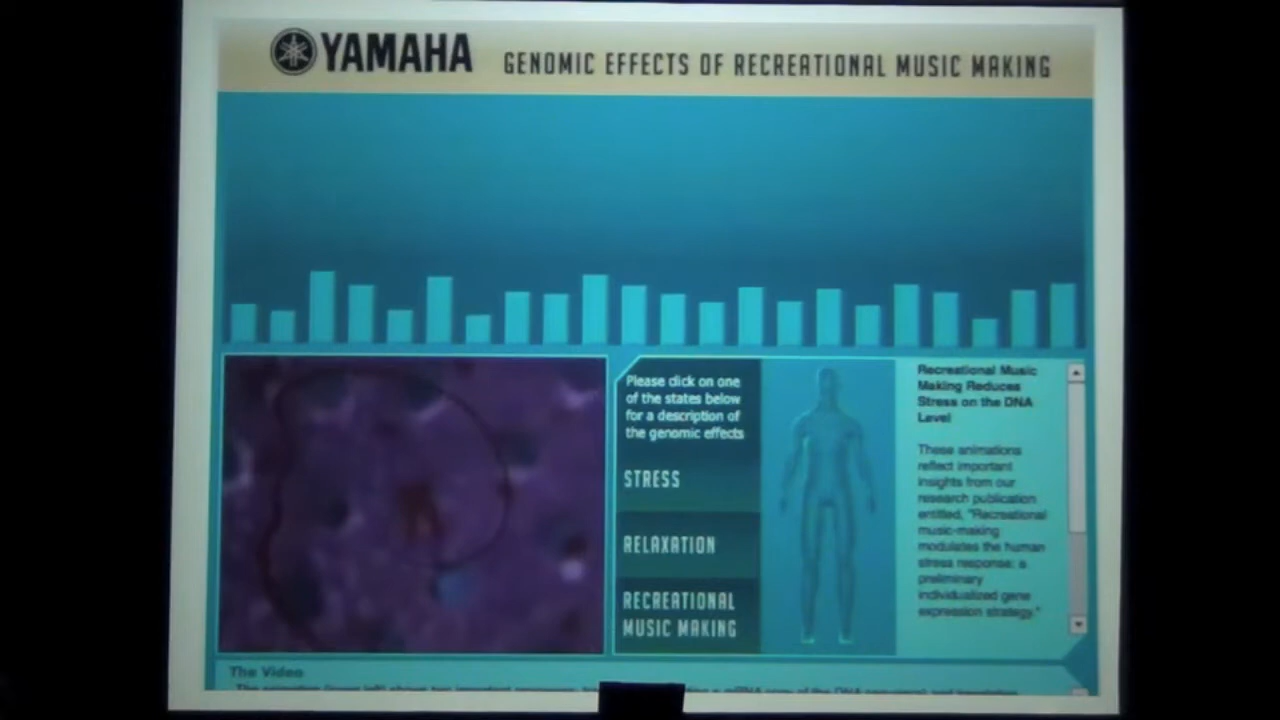 YAMAHA GENOMIC EFFECTS OF RECREATIONAL MUSIC MAKING
Please click on one
of the states below
for a description of
the genomic effects
STRESS
RELAXATION
RECREATIONAL
MUSIC MAKING
Recreational Music
Making Reduces
Stress on the DNA
Level
These animations
reflect important
insights from our
research publication
entitled, "Recreational
music-making
modulates the human
stress response: a
preliminary
individualized gene
expression strategy."
The Video